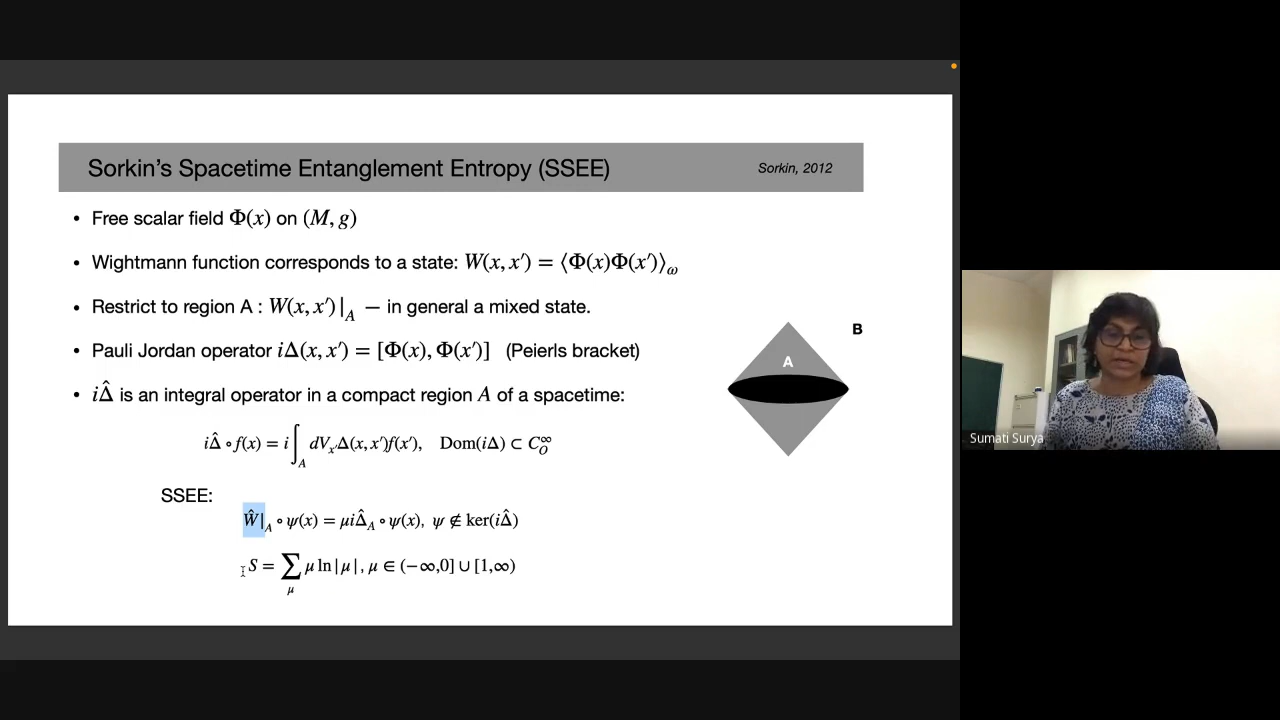 Sorkin's Spacetime Entanglement Entropy (SSEE)
Sorkin, 2012
• Free scalar field Φ(x) on (M, g)
• Wightmann function corresponds to a state: W(x, x′) = ⟨Φ(x)Φ(x′)⟩_ω
• Restrict to region A : W(x, x′)|_A — in general a mixed state.
• Pauli Jordan operator iΔ(x, x′) = [Φ(x), Φ(x′)] (Peierls bracket)
• iΔ̂ is an integral operator in a compact region A of a spacetime:
iΔ̂ ∘ f(x) = i ∫_A dV_x′ Δ(x, x′)f(x′), Dom(iΔ) ⊂ C_O^∞
SSEE:
Ŵ|_A ∘ ψ(x) = μiΔ̂_A ∘ ψ(x), ψ ∉ ker(iΔ̂)
S = ∑_μ μ ln|μ| , μ ∈ (−∞,0] ∪ [1,∞)
B
A
Sumati Surya